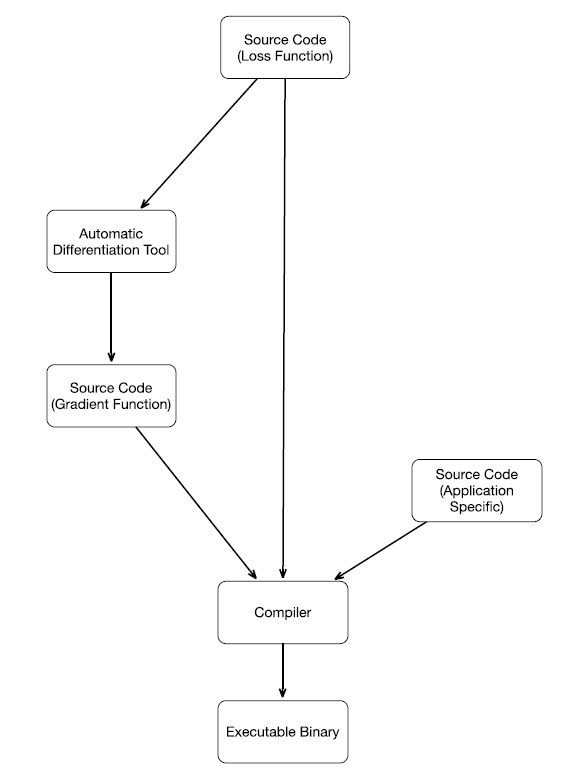 Source Code
(Loss Function)
Automatic
Differentiation Tool
Source Code
(Gradient Function)
Source Code
(Application
Specific)
Compiler
Executable Binary